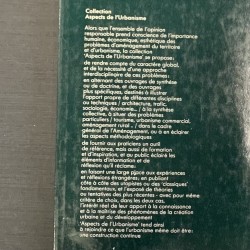 Collection
Aspects de l'Urbanisme
Alors que l'ensemble de l'opinion
responsable prend conscience de l'importance
humaine, économique, esthétique des
problèmes d'aménagement du territoire
et d'urbanisme, la collection
'Aspects de l'Urbanisme' se propose :
de rendre compte du caractère global,
et de la nécessité d'une approche
interdisciplinaire de ces problèmes :
en alternant des ouvrages de synthèse
ou de doctrine, et des ouvrages
plus spécifiques, destinés à éclairer
l'apport propre de différentes disciplines
ou techniques / architecture, trafic,
sociologie, économie... / à la synthèse
collective, à situer des problèmes
particuliers / tourisme, urbanisme commercial,
aménagement rural... / dans le cadre
général de l'Aménagement, ou à en éclairer
les aspects méthodologiques
de fournir aux praticiens un outil
de référence, mais aussi de formation
et d'inspiration, et au public éclairé les
éléments d'information et de
réflexion qu'il réclame :
en faisant une large place aux expériences
et réflexions étrangères; en publiant
côte à côte des utopistes ou des 'classiques'
fondamentaux, et l'exposé de théories
ou tentatives des plus récentes, avec pour même
critère de choix, dans les deux cas,
l'intérêt réel de leur apport à la connaissance
et à la maîtise des phénomènes de la création
urbaine et du développement
'Aspects de l'Urbanisme' tend ainsi
à rejoindre ce que l'urbanisme même doit être:
une construction continue